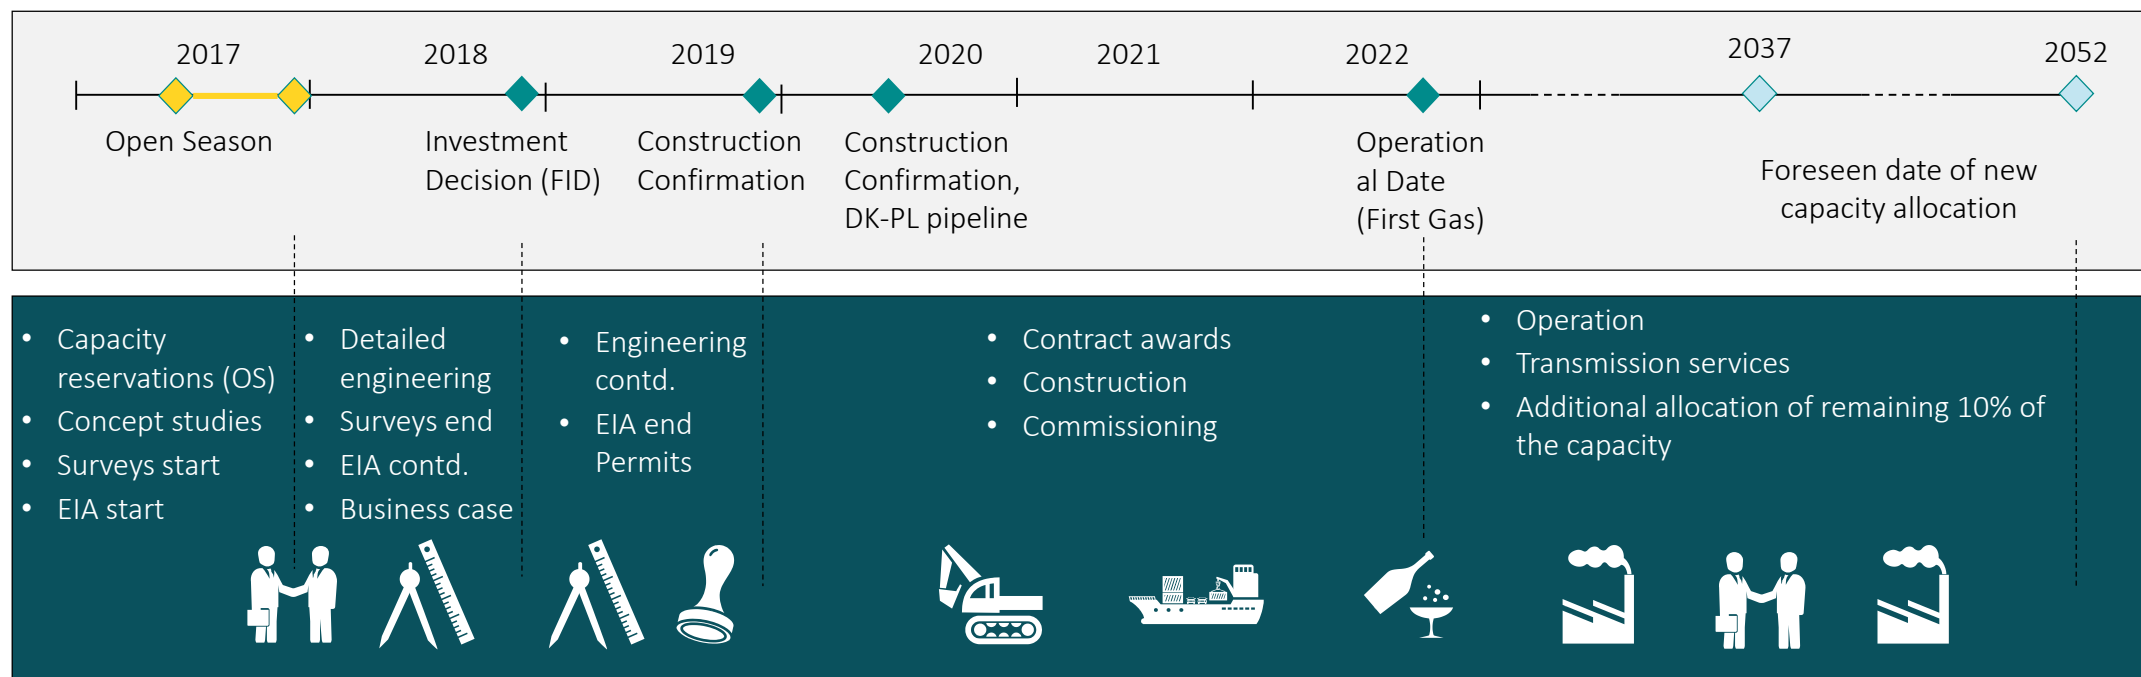 2017
2018
2019
2020
2021
2022
2037
2052
Open Season
Investment
Decision (FID)
Construction
Confirmation
Construction
Confirmation,
DK-PL pipeline
Operation
al Date
(First Gas)
Foreseen date of new
capacity allocation
• Capacity
reservations (OS)
• Concept studies
• Surveys start
• EIA start
• Detailed
engineering
• Surveys end
• EIA contd.
• Business case
• Engineering
contd.
• EIA end
Permits
• Contract awards
• Construction
• Commissioning
• Operation
• Transmission services
• Additional allocation of remaining 10% of
the capacity